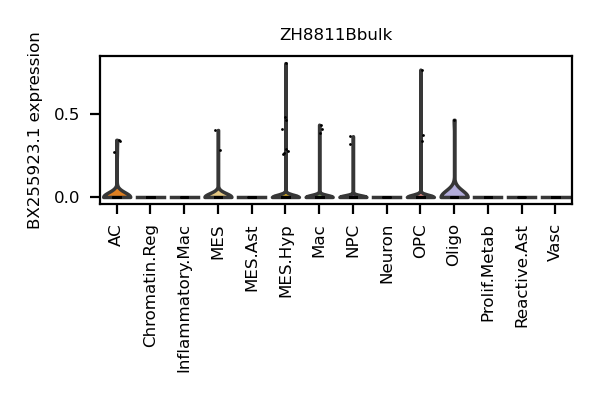 ZH8811Bbulk
BX255923.1 expression
0.5
0.0
AC
Chromatin.Reg
Inflammatory.Mac
MES
MES.Ast
MES.Hyp
Mac
NPC
Neuron
OPC
Oligo
Prolif.Metab
Reactive.Ast
Vasc